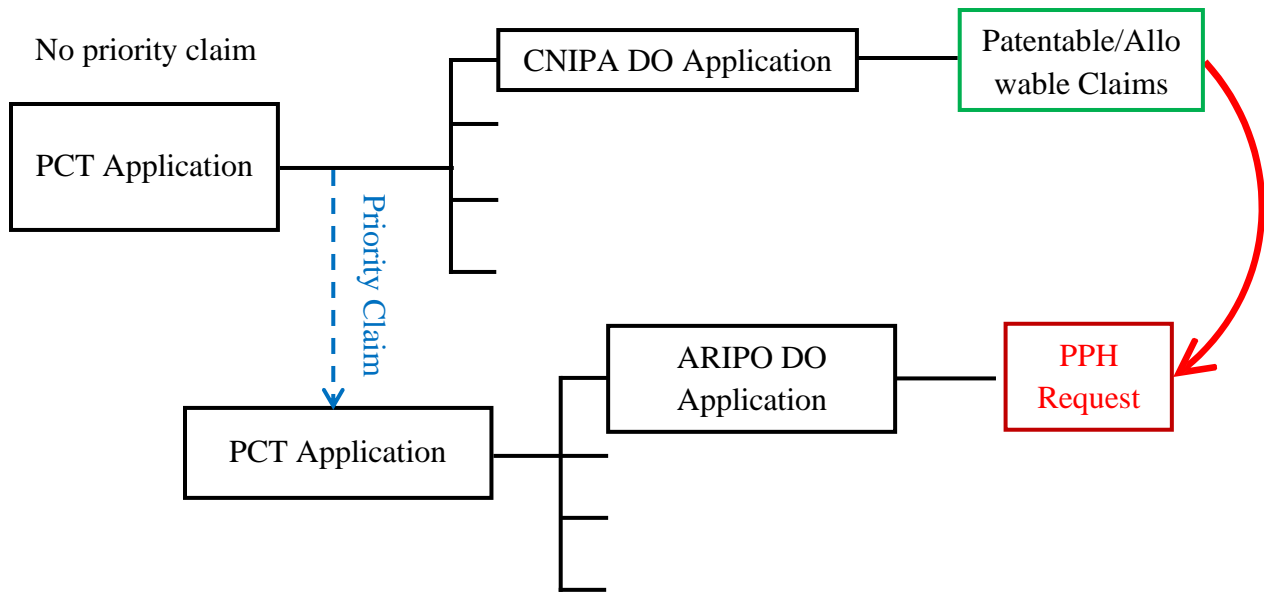 No priority claim
CNIPA DO Application
Patentable/Allo
wable Claims
PCT Application
Priority Claim
ARIPO DO
Application
PPH
Request
PCT Application